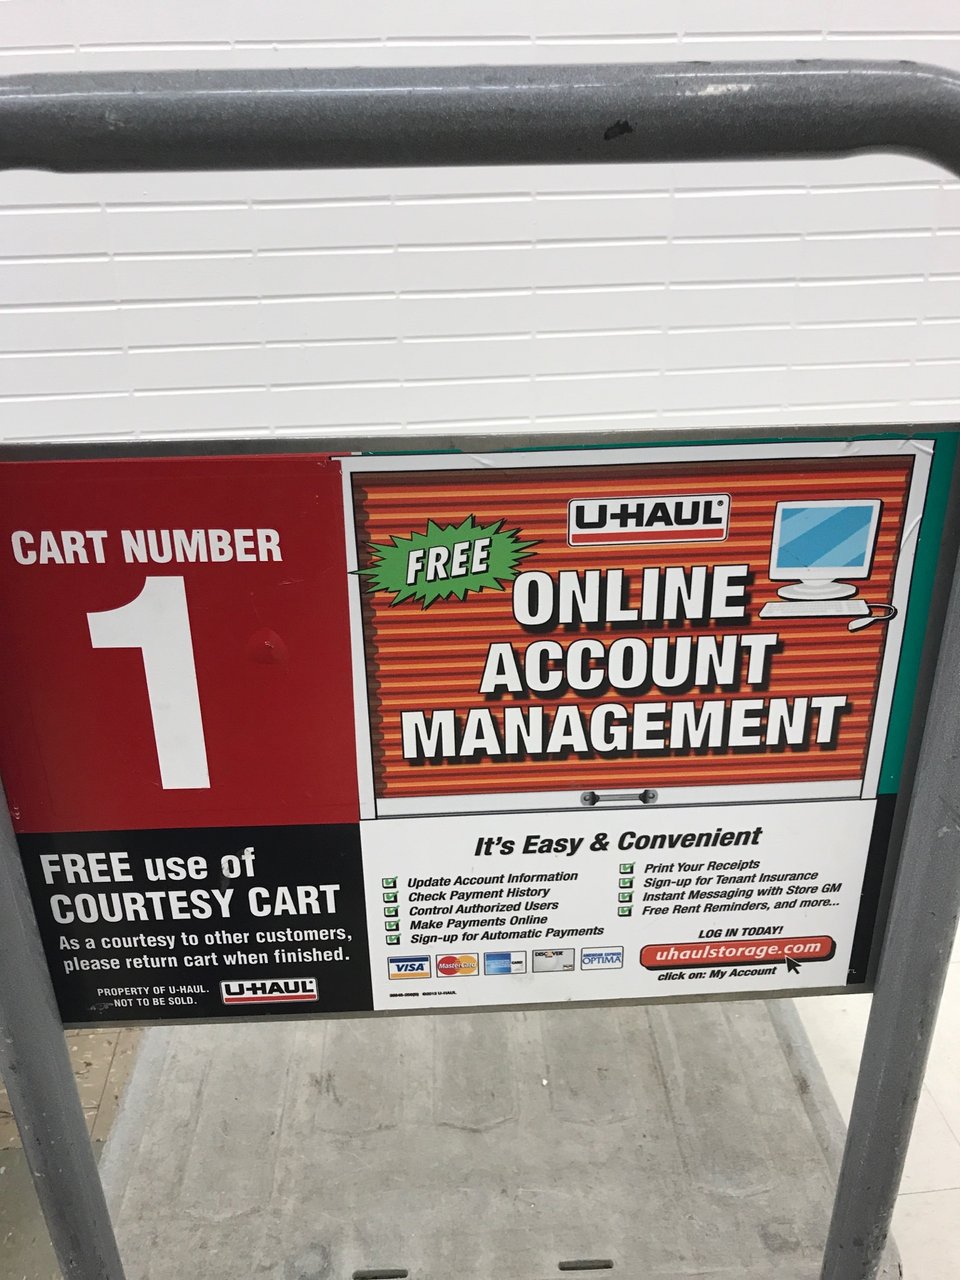 CART NUMBER
1
FREE use of
COURTESY CART
As a courtesy to other customers,
please return cart when finished.
PROPERTY OF U-HAUL.
NOT TO BE SOLD.
U-HAUL
U-HAUL®
FREE
ONLINE
ACCOUNT
MANAGEMENT
It's Easy & Convenient
Update Account Information
Check Payment History
Control Authorized Users
Make Payments Online
Sign-up for Automatic Payments
Print Your Receipts
Sign-up for Tenant Insurance
Instant Messaging with Store GM
Free Rent Reminders, and more...
VISA
MasterCard
DISCOVER
AMERICAN EXPRESS
OPTIMA
LOG IN TODAY!
uhaulstorage.com
click on: My Account